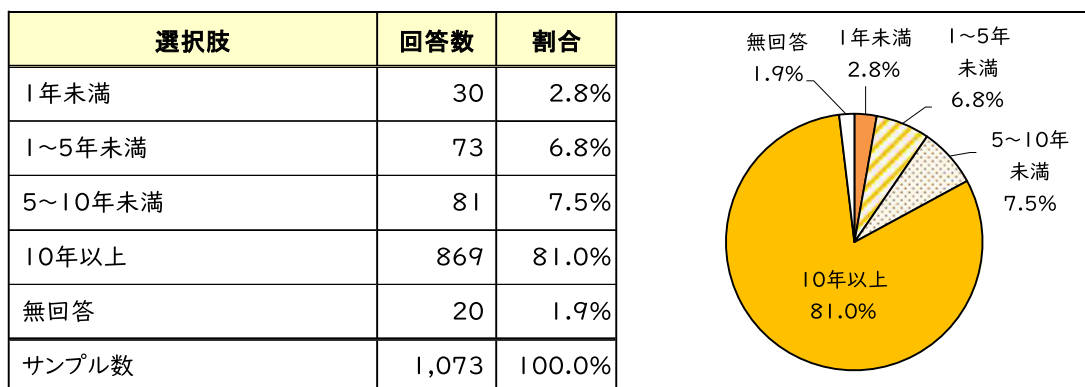 選択肢 回答数 割合
1年未満 30 2.8%
1~5年未満 73 6.8%
5~10年未満 81 7.5%
10年以上 869 81.0%
無回答 20 1.9%
サンプル数 1,073 100.0%
無回答
1.9%
1年未満
2.8%
1~5年
未満
6.8%
5~10年
未満
7.5%
10年以上
81.0%